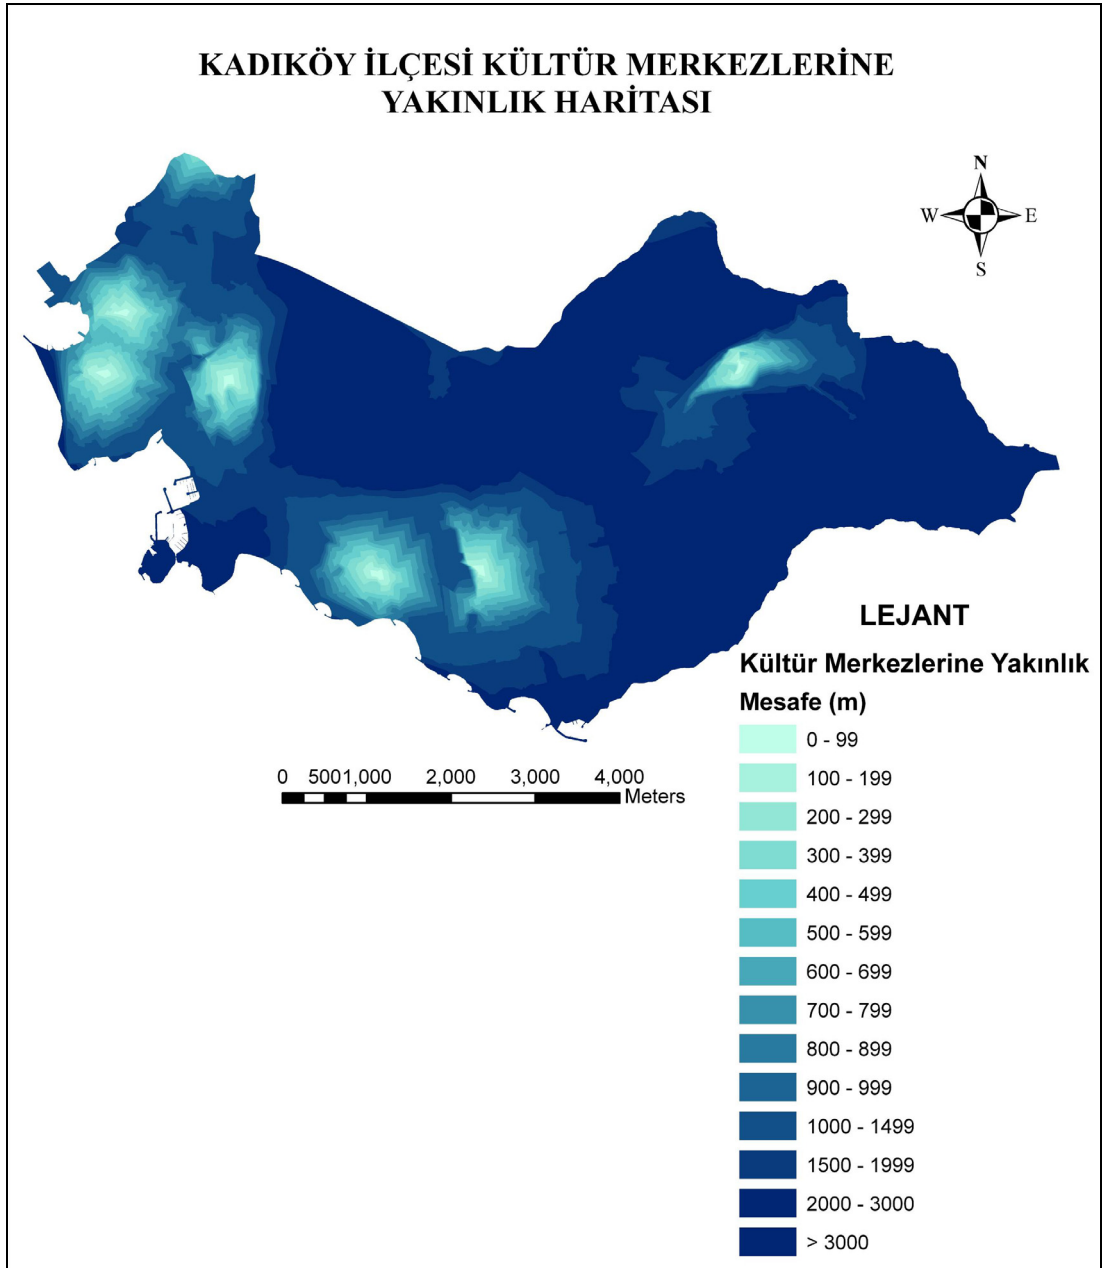 KADIKÖY İLÇESİ KÜLTÜR MERKEZLERİNE
YAKINLIK HARİTASI
N
W E
S
LEJANT
Kültür Merkezlerine Yakınlık
Mesafe (m)
0 - 99
100 - 199
200 - 299
300 - 399
400 - 499
500 - 599
600 - 699
700 - 799
800 - 899
900 - 999
1000 - 1499
1500 - 1999
2000 - 3000
> 3000
0 500 1,000 2,000 3,000 4,000
Meters